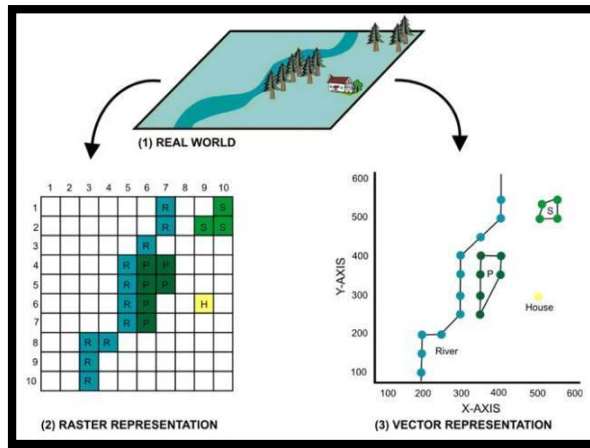 (1) REAL WORLD
1 2 3 4 5 6 7 8 9 10
1 R S
2 R S S
3 R
4 R P P
5 R P P
6 R P H
7 R P
8 R R
9 R
10 R
(2) RASTER REPRESENTATION
600
500
400
300
200
100
Y-AXIS
S
P
House
River
100 200 300 400 500 600
X-AXIS
(3) VECTOR REPRESENTATION